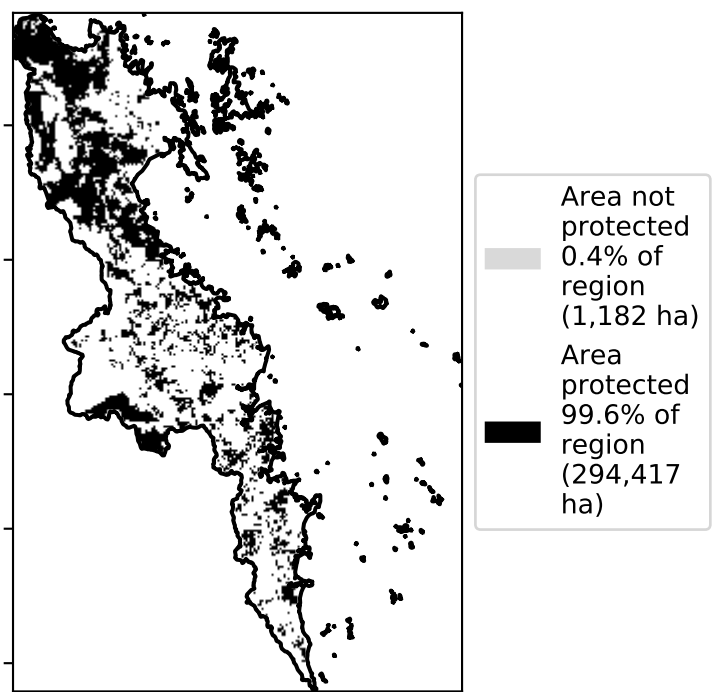 Area not
protected
0.4% of
region
(1,182 ha)
Area
protected
99.6% of
region
(294,417
ha)